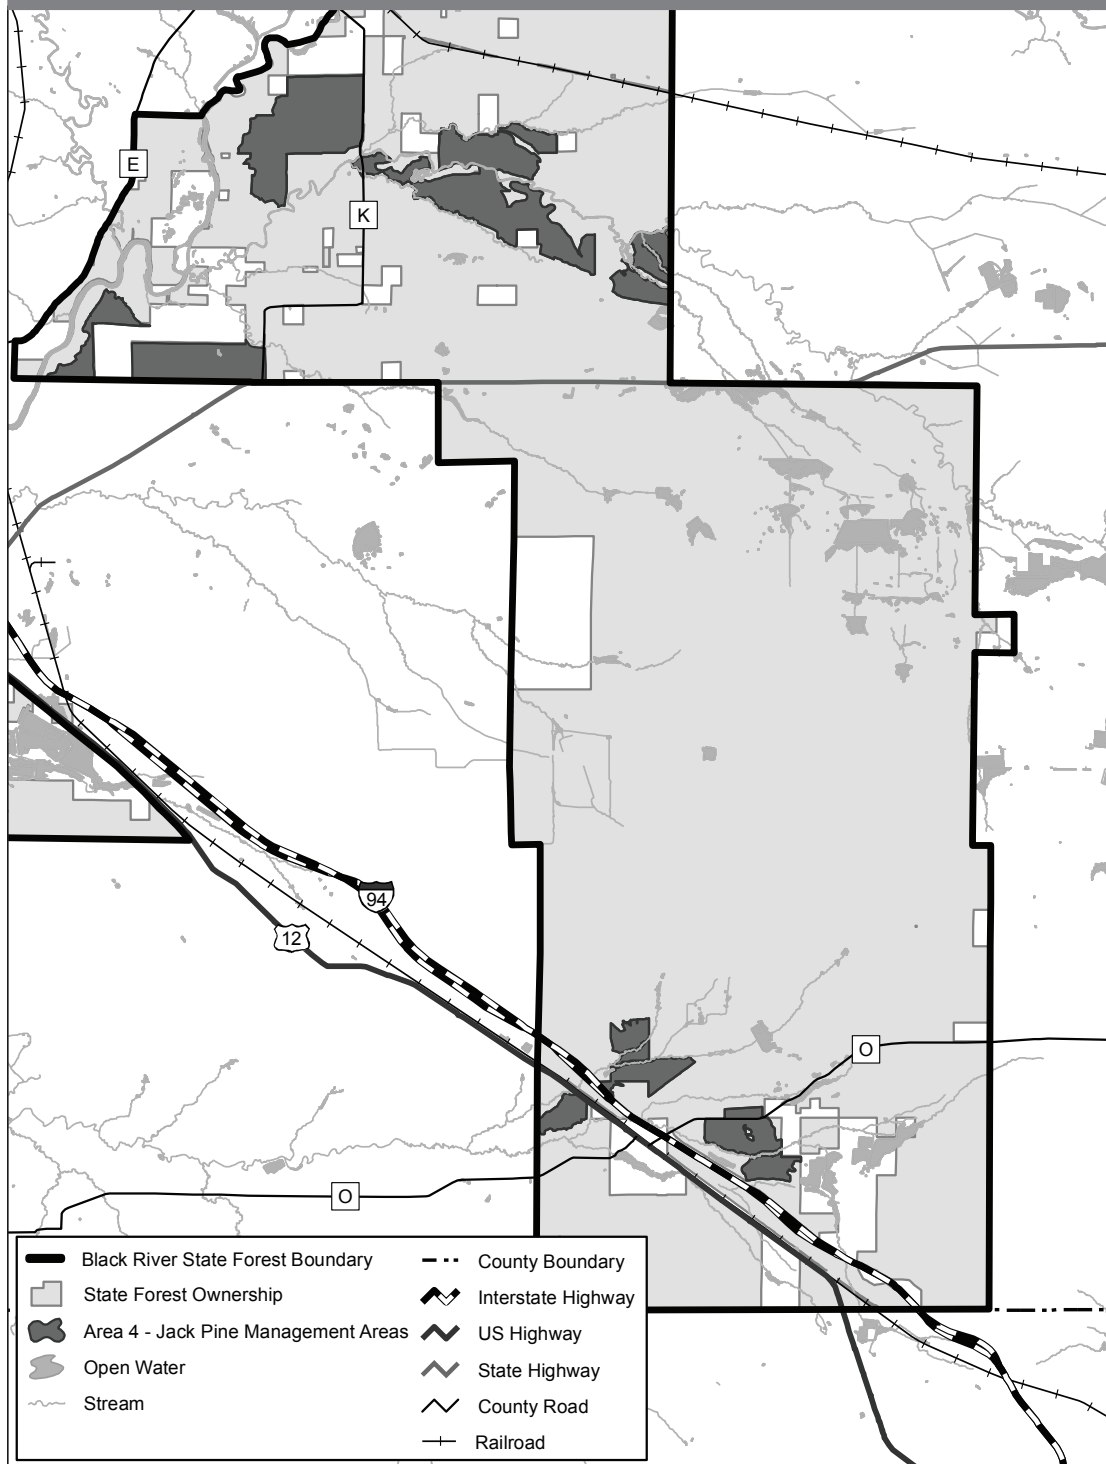 E
K
94
12
O
O
Black River State Forest Boundary
State Forest Ownership
Area 4 - Jack Pine Management Areas
Open Water
Stream
County Boundary
Interstate Highway
US Highway
State Highway
County Road
Railroad